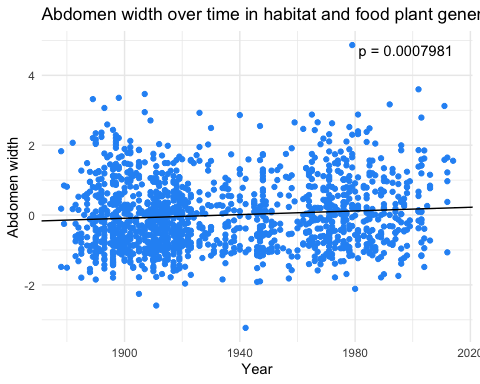 Abdomen width over time in habitat and food plant gener
p = 0.0007981
4
2
0
-2
Abdomen width
1900
1940
1980
2020
Year